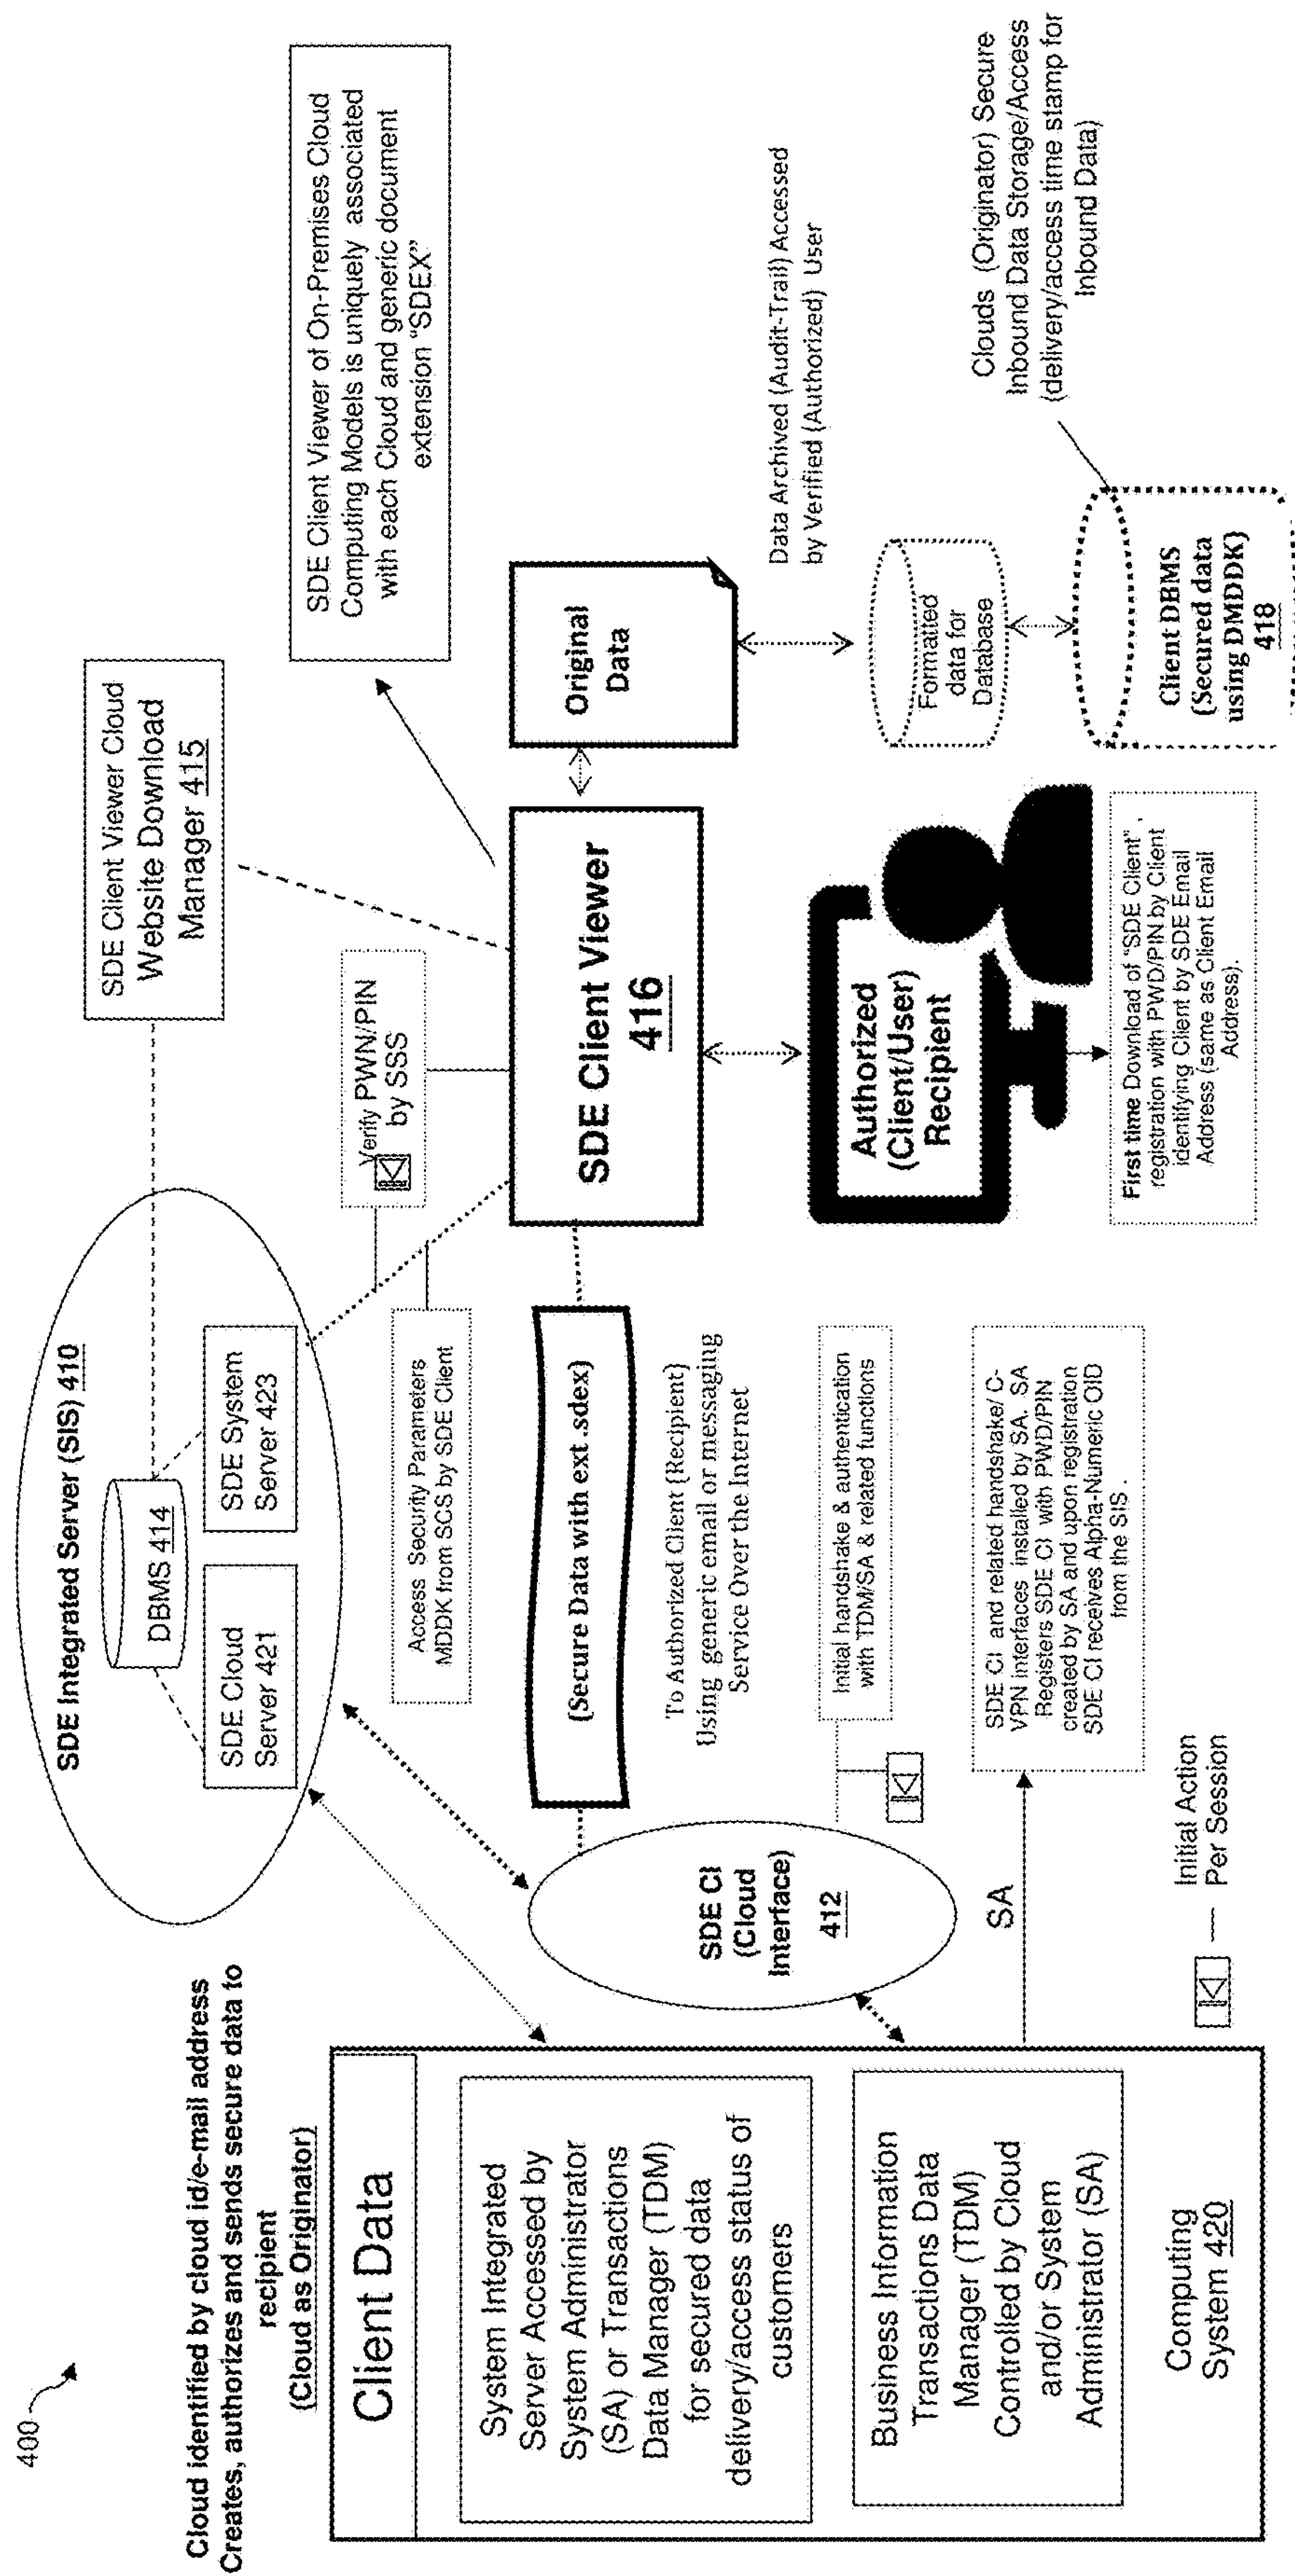 400
Cloud identified by cloud id/e-mail address
Creates, authorizes and sends secure data to
recipient
(Cloud as Originator)
Client Data
System Integrated
Server Accessed by
System Administrator
(SA) or Transactions
Data Manager (TDM)
for secured data
delivery/access status of
customers
Business Information
Transactions Data
Manager (TDM)
Controlled by Cloud
and/or System
Administrator (SA)
Computing
System 420
SDE Integrated Server (SIS) 410
DBMS 414
SDE Cloud
Server 421
SDE System
Server 423
SDE CI
(Cloud
Interface)
412
SA
Initial Action
Per Session
Access Security Parameters
MDDK from SCS by SDE Client
(Secure Data with ext .sdex)
To Authorized Client (Recipient)
Using generic email or messaging
Service Over the Internet
Initial handshake & authentication
with TDM/SA & related functions
SDE CI and related handshake/ C-
VPN interfaces installed by SA. SA
Registers SDE CI with PWD/PIN
created by SA and upon registration
SDE CI receives Alpha-Numeric OID
from the SIS .
SDE Client Viewer Cloud
Website Download
Manager 415
Verify PWN/PIN
by SSS
SDE Client Viewer
416
Authorized
(Client/User)
Recipient
First time Download of "SDE Client" ,
registration with PWD/PIN by Client
identifying Client by SDE Email
Address (same as Client Email
Address).
SDE Client Viewer of On-Premises Cloud
Computing Models is uniquely associated
with each Cloud and generic document
extension “SDEX”
Original
Data
Data Archived (Audit-Trail) Accessed
by Verified (Authorized) User
Formatted
data for
Database
Client DBMS
(Secured data
using DMDDK)
418
Clouds (Originator) Secure
Inbound Data Storage/Access
(delivery/access time stamp for
Inbound Data)